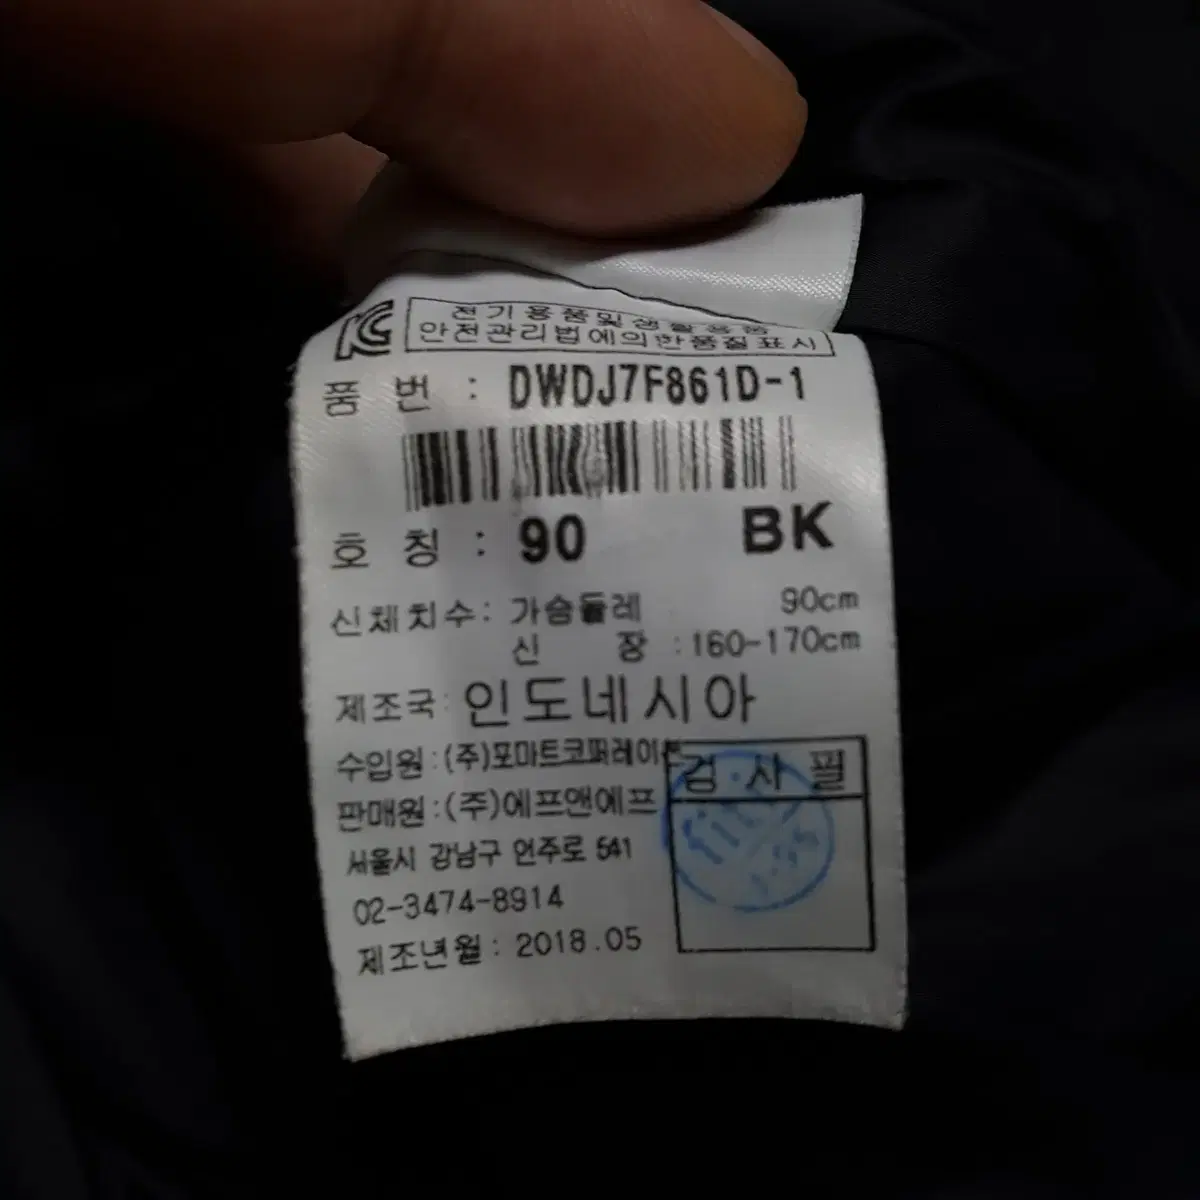 전기용품및생활용품
안전관리법에의한품질표시
품 번 : DWDJ7F861D-1
호 칭 : 90 BK
신체치수: 가슴둘레 90cm
신 장 :160-170cm
제조국: 인도네시아
수입원:(주)포마트코퍼레이숀
판매원:(주)에프앤에프
서울시 강남구 언주로 541
02-3474-8914
제조년월: 2018.05
검 사 필